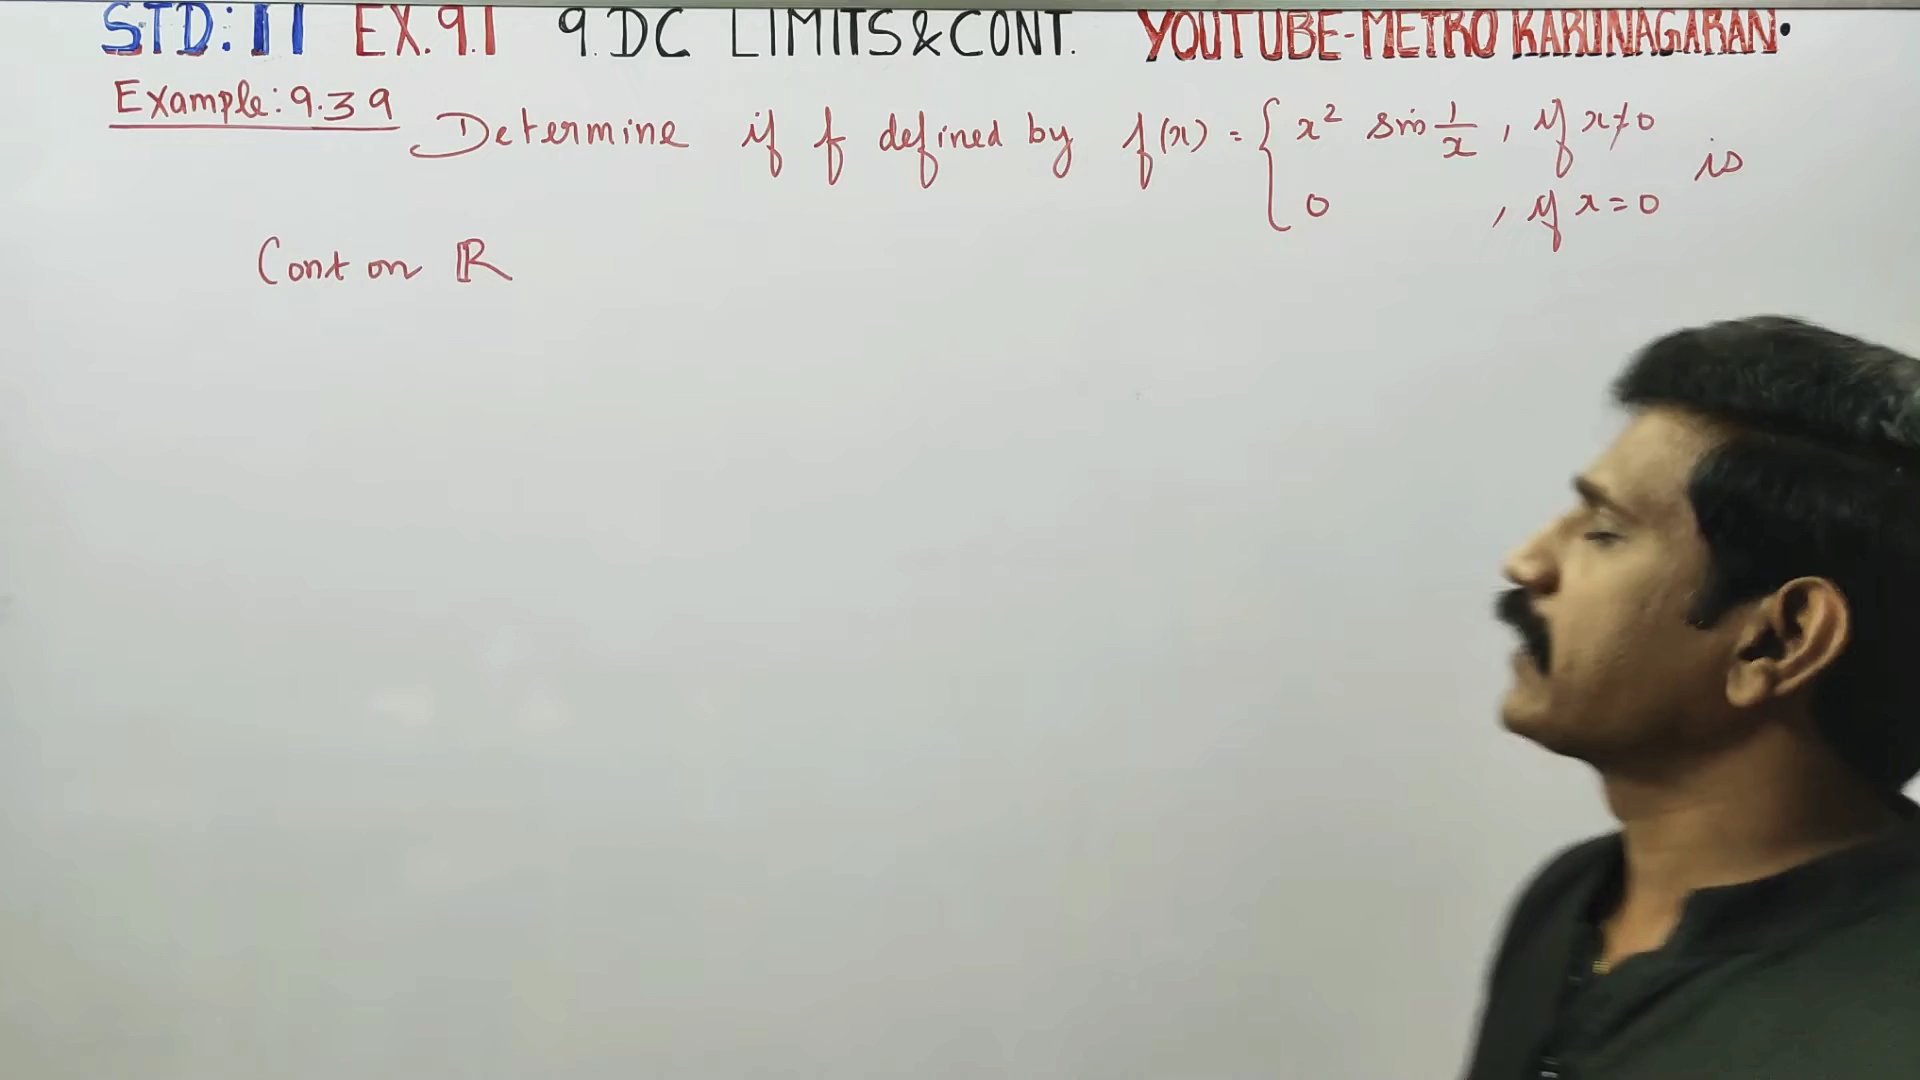 STD: 11 EX. 9.1 9. DC LIMITS & CONT. YOUTUBE-METRO KARUNAGARAN.
Example: 9.39
Determine if f defined by f(x) = { x² sin 1/x , if x≠0 is
0 , if x=0
Cont on ℝ